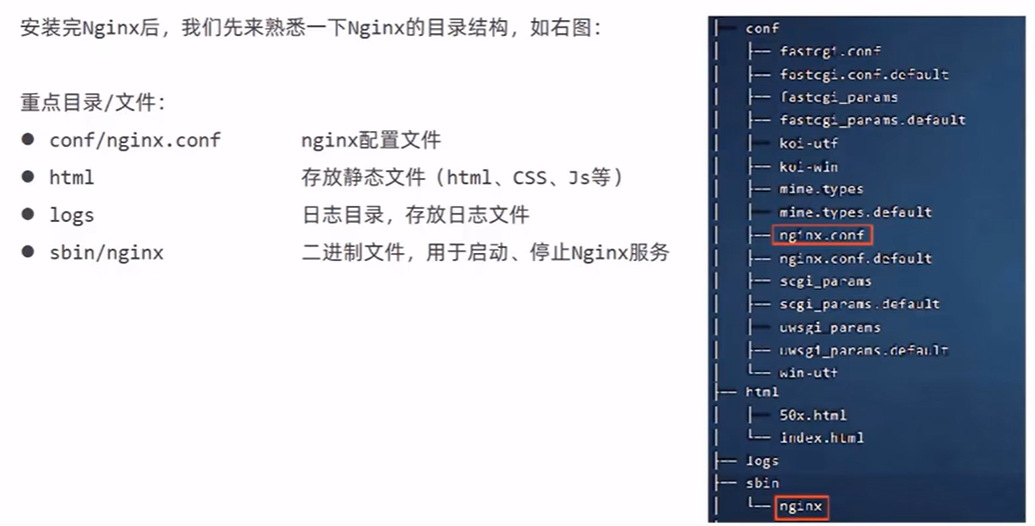 安装完Nginx后，我们先来熟悉一下Nginx的目录结构，如右图：
重点目录/文件：
● conf/nginx.conf nginx配置文件
● html 存放静态文件（html、CSS、Js等）
● logs 日志目录，存放日志文件
● sbin/nginx 二进制文件，用于启动、停止Nginx服务
├── conf
│   ├── fastcgi.conf
│   ├── fastcgi.conf.default
│   ├── fastcgi_params
│   ├── fastcgi_params.default
│   ├── koi-utf
│   ├── koi-win
│   ├── mime.types
│   ├── mime.types.default
│   ├── nginx.conf
│   ├── nginx.conf.default
│   ├── scgi_params
│   ├── scgi_params.default
│   ├── uwsgi_params
│   ├── uwsgi_params.default
│   └── win-utf
├── html
│   ├── 50x.html
│   └── index.html
├── logs
├── sbin
│   └── nginx